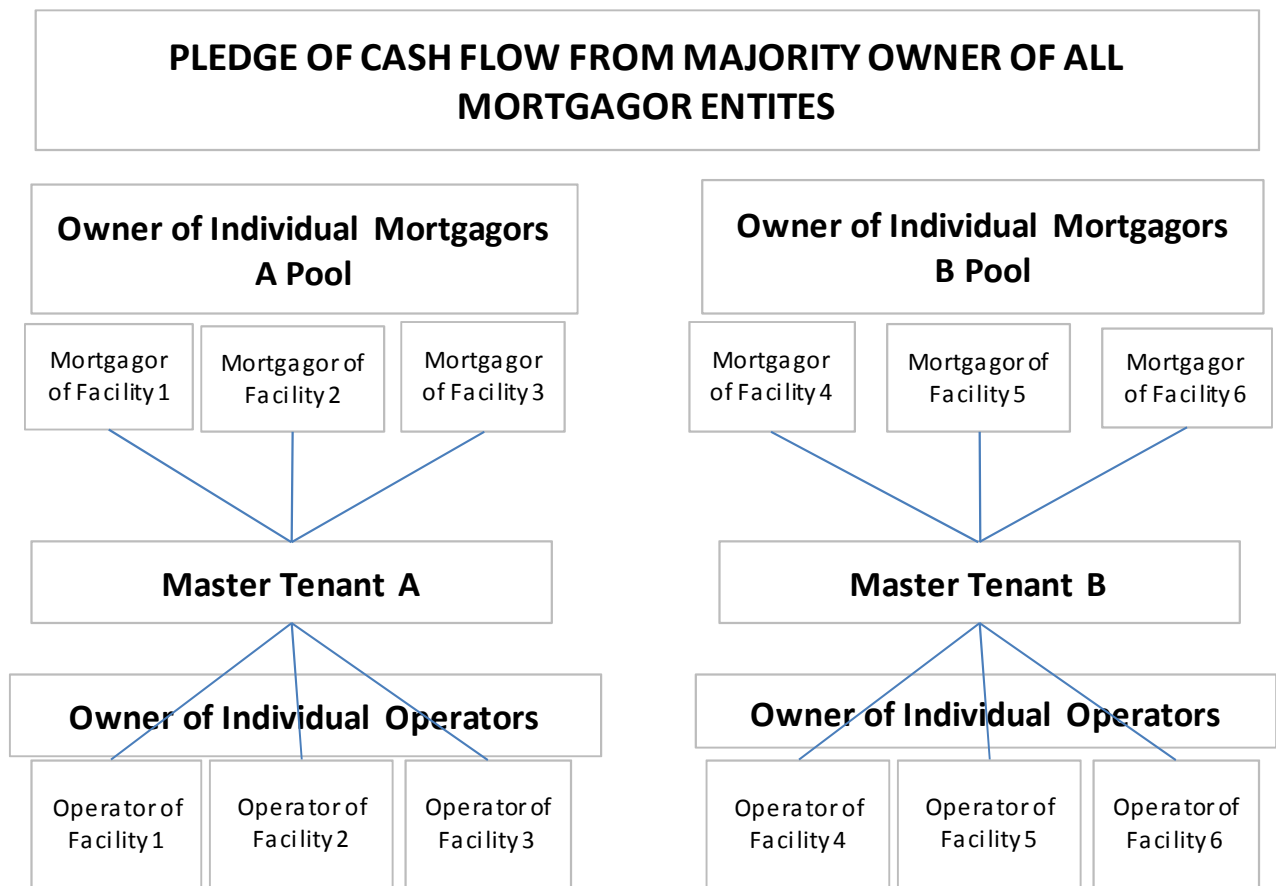 PLEDGE OF CASH FLOW FROM MAJORITY OWNER OF ALL
MORTGAGOR ENTITES
Owner of Individual Mortgagors
A Pool
Owner of Individual Mortgagors
B Pool
Mortgagor
of Facility 1
Mortgagor of
Facility 2
Mortgagor
of Facility 3
Mortgagor
of Facility 4
Mortgagor of
Facility 5
Mortgagor
of Facility 6
Master Tenant A
Master Tenant B
Owner of Individual Operators
Owner of Individual Operators
Operator of
Facility 1
Operator of
Facility 2
Operator of
Facility 3
Operator of
Facility 4
Operator of
Facility 5
Operator of
Facility 6